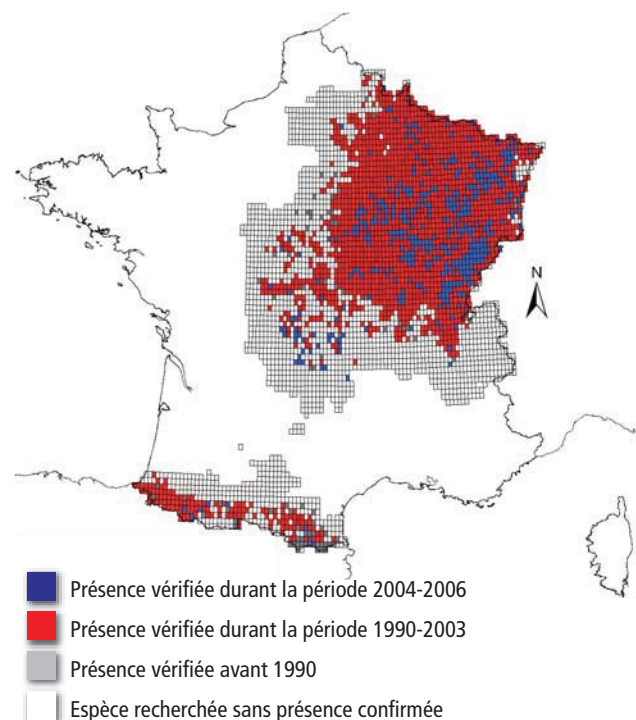 N
Présence vérifiée durant la période 2004-2006
Présence vérifiée durant la période 1990-2003
Présence vérifiée avant 1990
Espèce recherchée sans présence confirmée